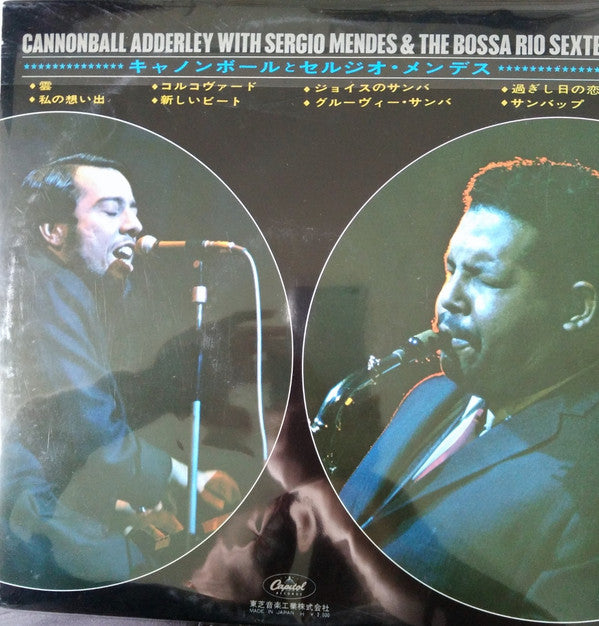 CANNONBALL ADDERLEY WITH SERGIO MENDES & THE BOSSA RIO SEXTE
★★★★★★★★★★★★★ キャノンボールとセルジオ・メンデス ★★★★★★★★★★★★★
◆雲 ◆コルコヴァード ◆ジョイスのサンバ ◆過ぎし日の恋
◆私の想い出 ◆新しいビート ◆グルーヴィー・サンバ ◆サンバップ
Capitol
RECORDS
東芝音楽工業株式会社
MADE IN JAPAN Ⓗ ¥2,500